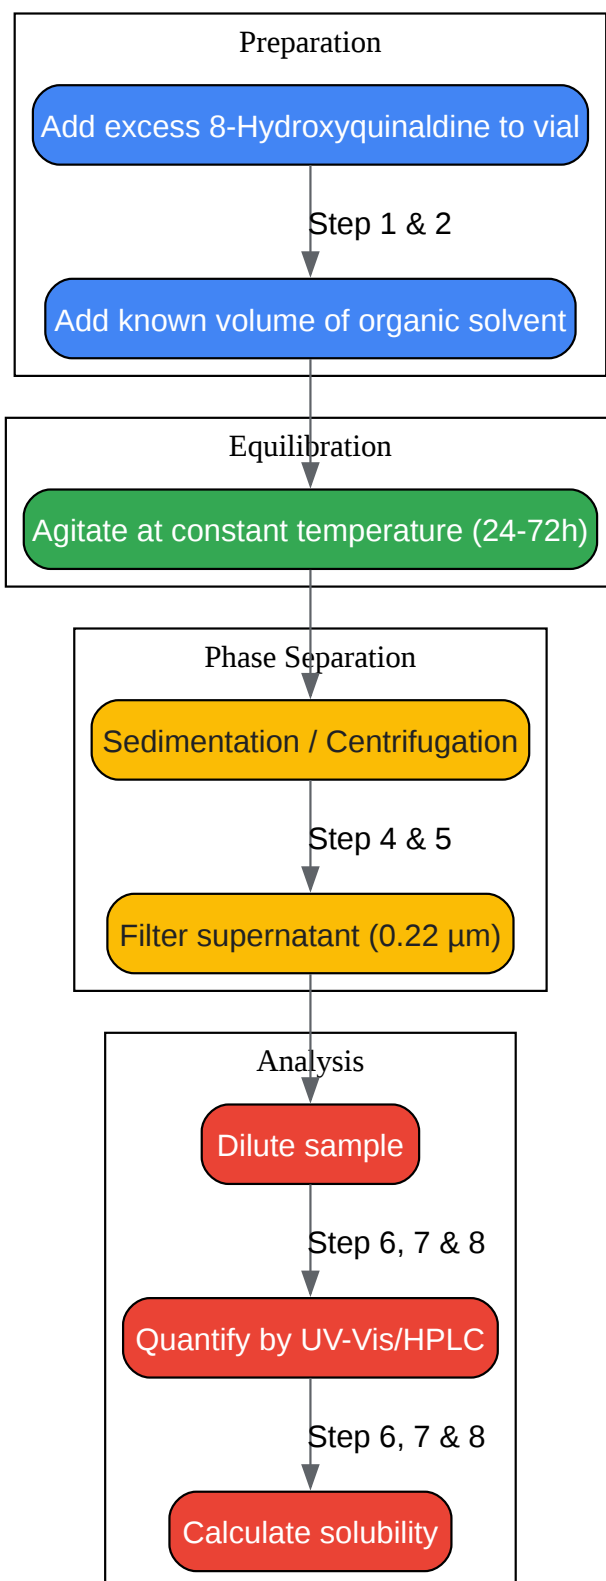 Preparation
Add excess 8-Hydroxyquinaldine to vial
Step 1 & 2
Add known volume of organic solvent
Equilibration
Agitate at constant temperature (24-72h)
Phase Separation
Sedimentation / Centrifugation
Step 4 & 5
Filter supernatant (0.22 µm)
Analysis
Dilute sample
Step 6, 7 & 8
Quantify by UV-Vis/HPLC
Step 6, 7 & 8
Calculate solubility